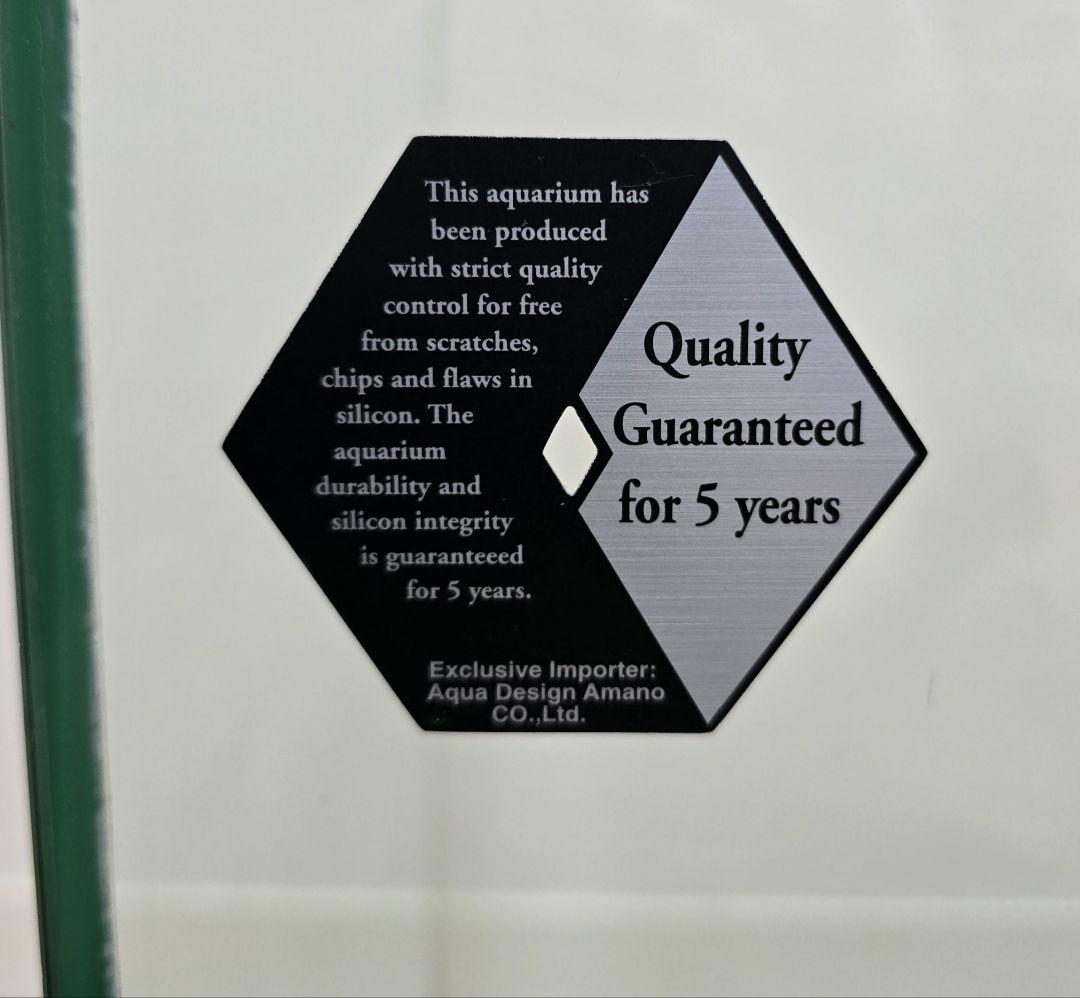 This aquarium has
been produced
with strict quality
control for free
from scratches,
chips and flaws in
silicon. The
aquarium
durability and
silicon integrity
is guaranteeed
for 5 years.
Exclusive Importer:
Aqua Design Amano
CO.,Ltd.
Quality
Guaranteed
for 5 years